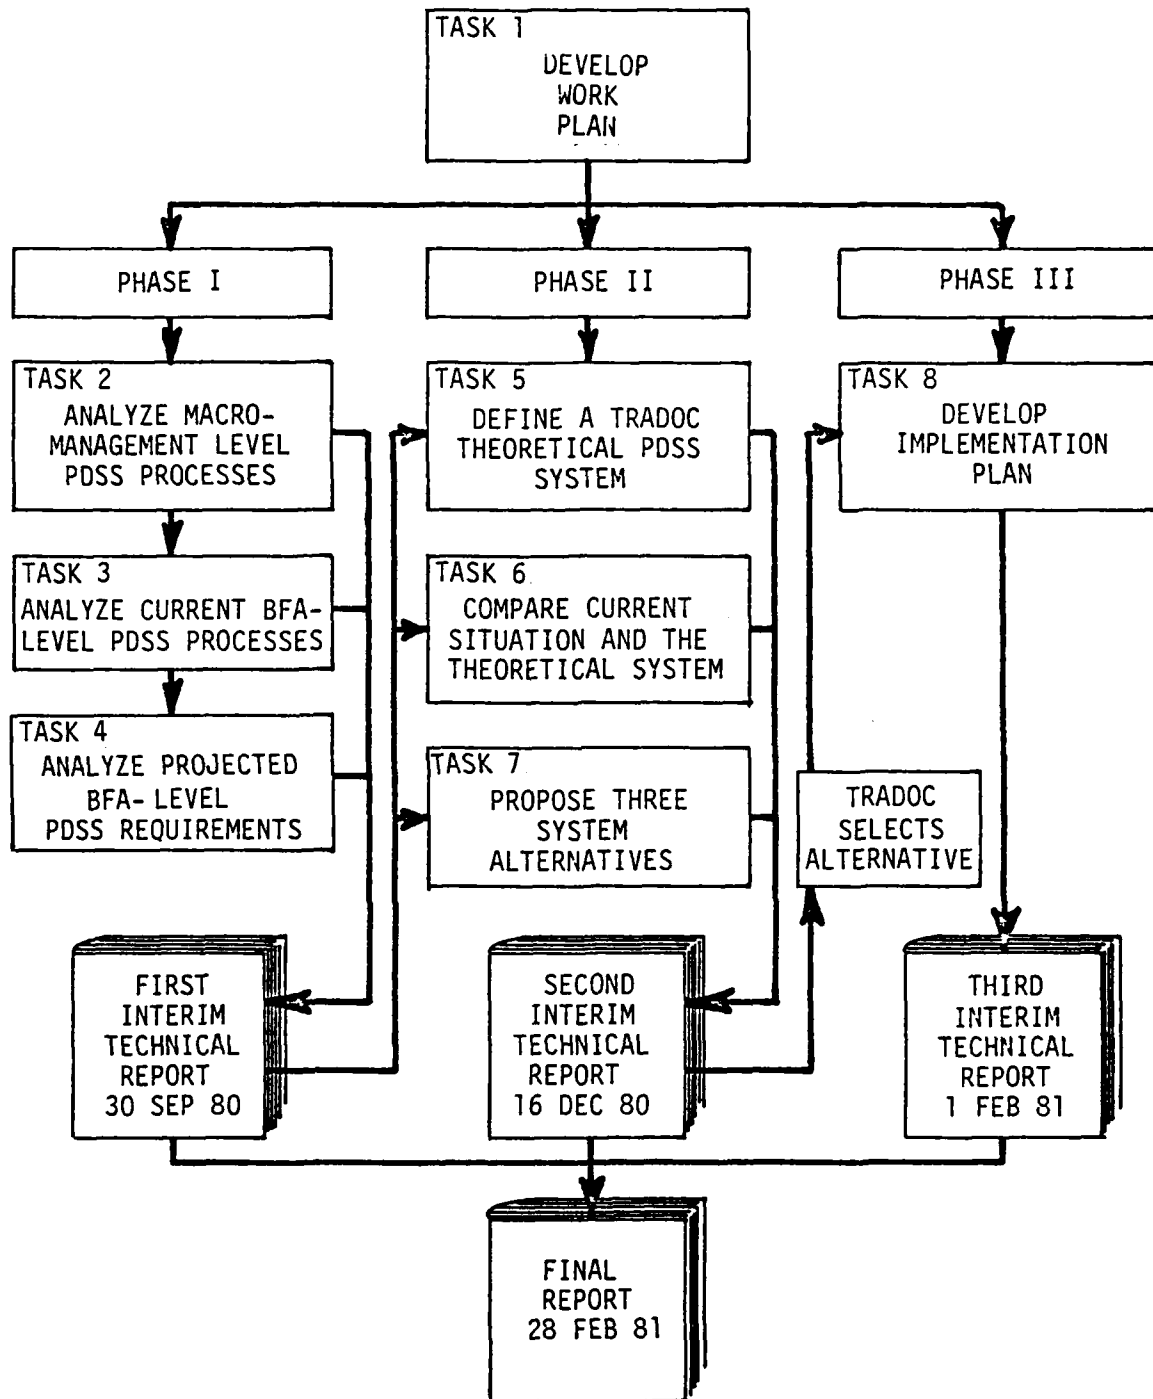 TASK 1
DEVELOP
WORK
PLAN
PHASE I
PHASE II
PHASE III
TASK 2
ANALYZE MACRO-
MANAGEMENT LEVEL
PDSS PROCESSES
TASK 3
ANALYZE CURRENT BFA-
LEVEL PDSS PROCESSES
TASK 4
ANALYZE PROJECTED
BFA-LEVEL
PDSS REQUIREMENTS
TASK 5
DEFINE A TRADOC
THEORETICAL PDSS
SYSTEM
TASK 6
COMPARE CURRENT
SITUATION AND THE
THEORETICAL SYSTEM
TASK 7
PROPOSE THREE
SYSTEM
ALTERNATIVES
TASK 8
DEVELOP
IMPLEMENTATION
PLAN
TRADOC
SELECTS
ALTERNATIVE
FIRST
INTERIM
TECHNICAL
REPORT
30 SEP 80
SECOND
INTERIM
TECHNICAL
REPORT
16 DEC 80
THIRD
INTERIM
TECHNICAL
REPORT
1 FEB 81
FINAL
REPORT
28 FEB 81